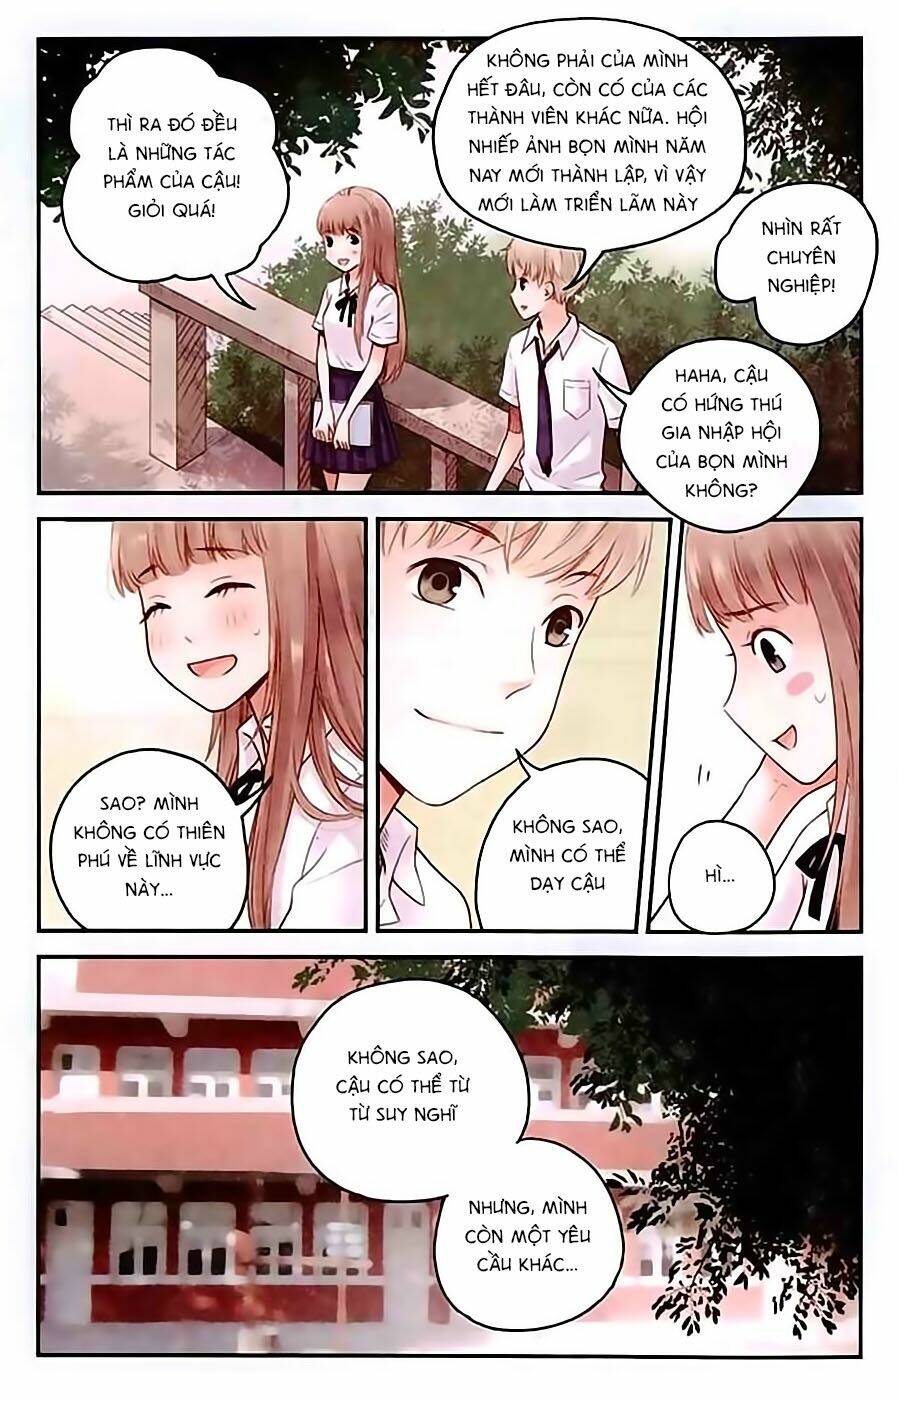 THÌ RA ĐÓ ĐỀU
LÀ NHỮNG TÁC
PHẨM CỦA CẬU!
GIỎI QUÁ!
KHÔNG PHẢI CỦA MÌNH
HẾT ĐÂU, CÒN CÓ CỦA CÁC
THÀNH VIÊN KHÁC NỮA. HỘI
NHIẾP ẢNH BỌN MÌNH NĂM
NAY MỚI THÀNH LẬP, VÌ VẬY
MỚI LÀM TRIỂN LÃM NÀY
NHÌN RẤT
CHUYÊN
NGHIỆP!
HAHA, CẬU
CÓ HỨNG THÚ
GIA NHẬP HỘI
CỦA BỌN MÌNH
KHÔNG?
SAO? MÌNH
KHÔNG CÓ THIÊN
PHÚ VỀ LĨNH VỰC
NÀY...
KHÔNG SAO,
MÌNH CÓ THỂ
DẠY CẬU
HÌ...
KHÔNG SAO,
CẬU CÓ THỂ TỪ
TỪ SUY NGHĨ
NHƯNG, MÌNH
CÒN MỘT YÊU
CẦU KHÁC...